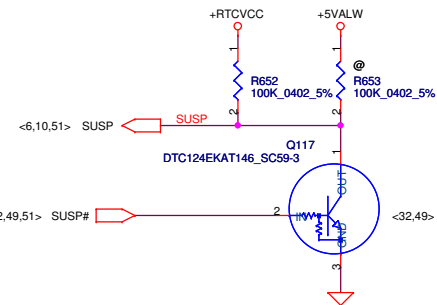 +RTCVCC
+5VALW
1
1
@
R652
100K_0402_5%
R653
100K_0402_5%
2
2
<6,10,51> SUSP
SUSP
Q117
DTC124EKAT146_SC59-3
1
OUT
2,49,51> SUSP#
2
IN
<32,49>
GND
3